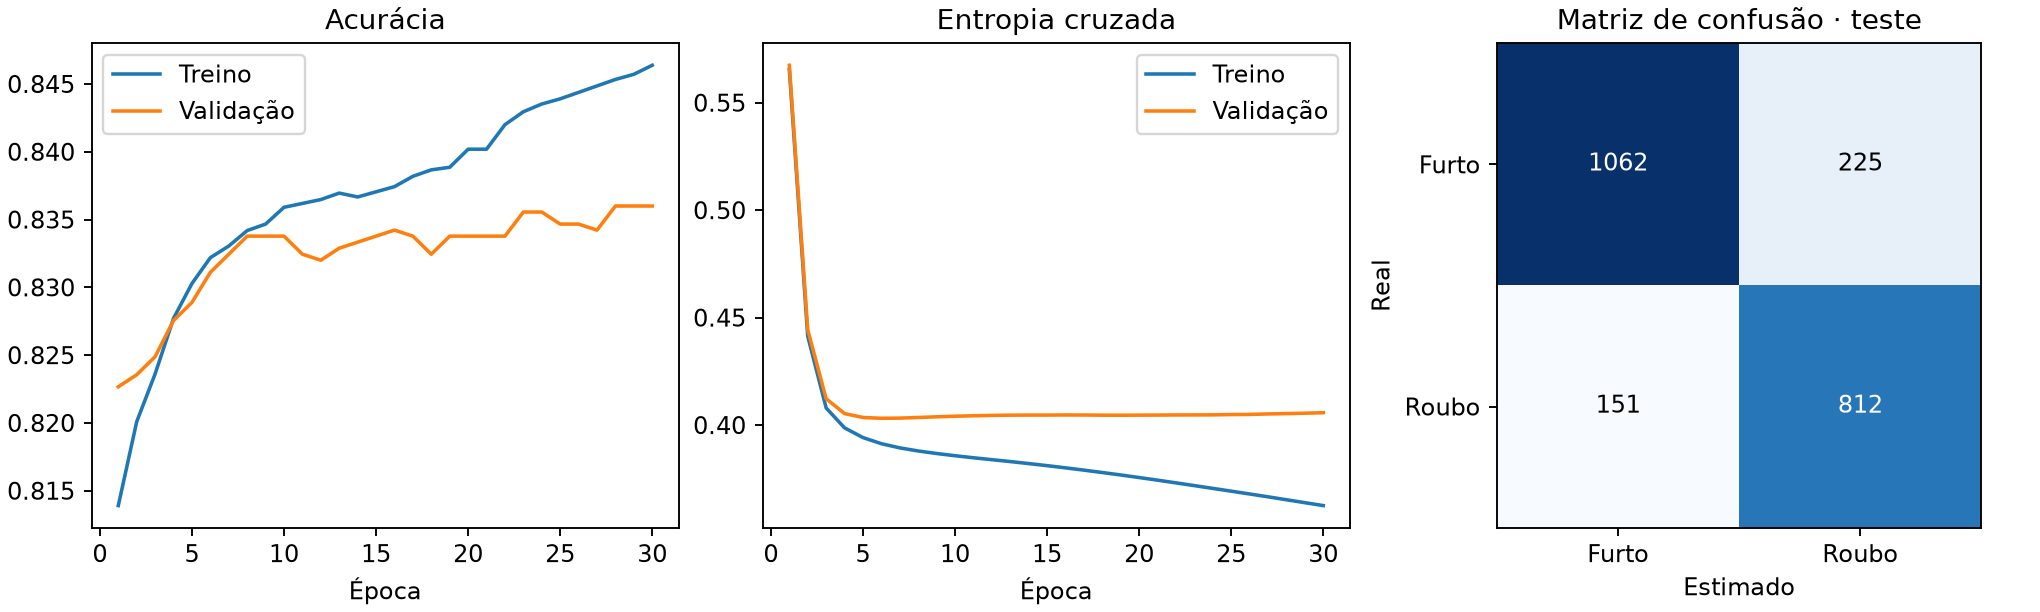 Acurácia
Treino
Validação
0.845
0.840
0.835
0.830
0.825
0.820
0.815
0 5 10 15 20 25 30
Época
Entropia cruzada
Treino
Validação
0.55
0.50
0.45
0.40
0 5 10 15 20 25 30
Época
Matriz de confusão · teste
Real
Furto 1062 225
Roubo 151 812
Furto Roubo
Estimado